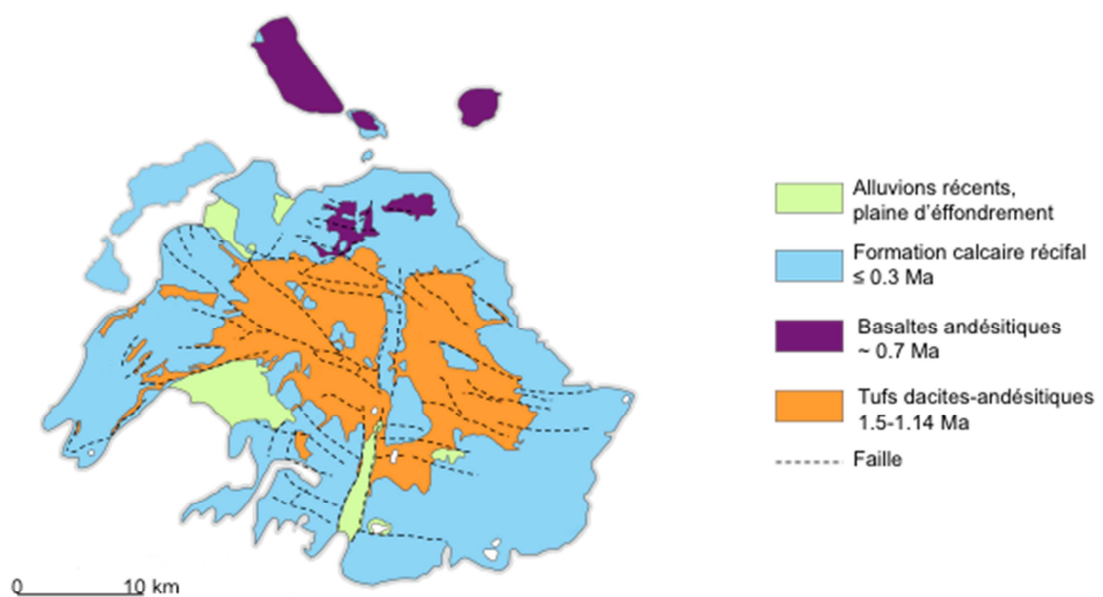 Alluvions récents,
plaine d'éffondrement
Formation calcaire récifal
≤ 0.3 Ma
Basaltes andésitiques
~ 0.7 Ma
Tufs dacites-andésitiques
1.5-1.14 Ma
Faille
0 10 km